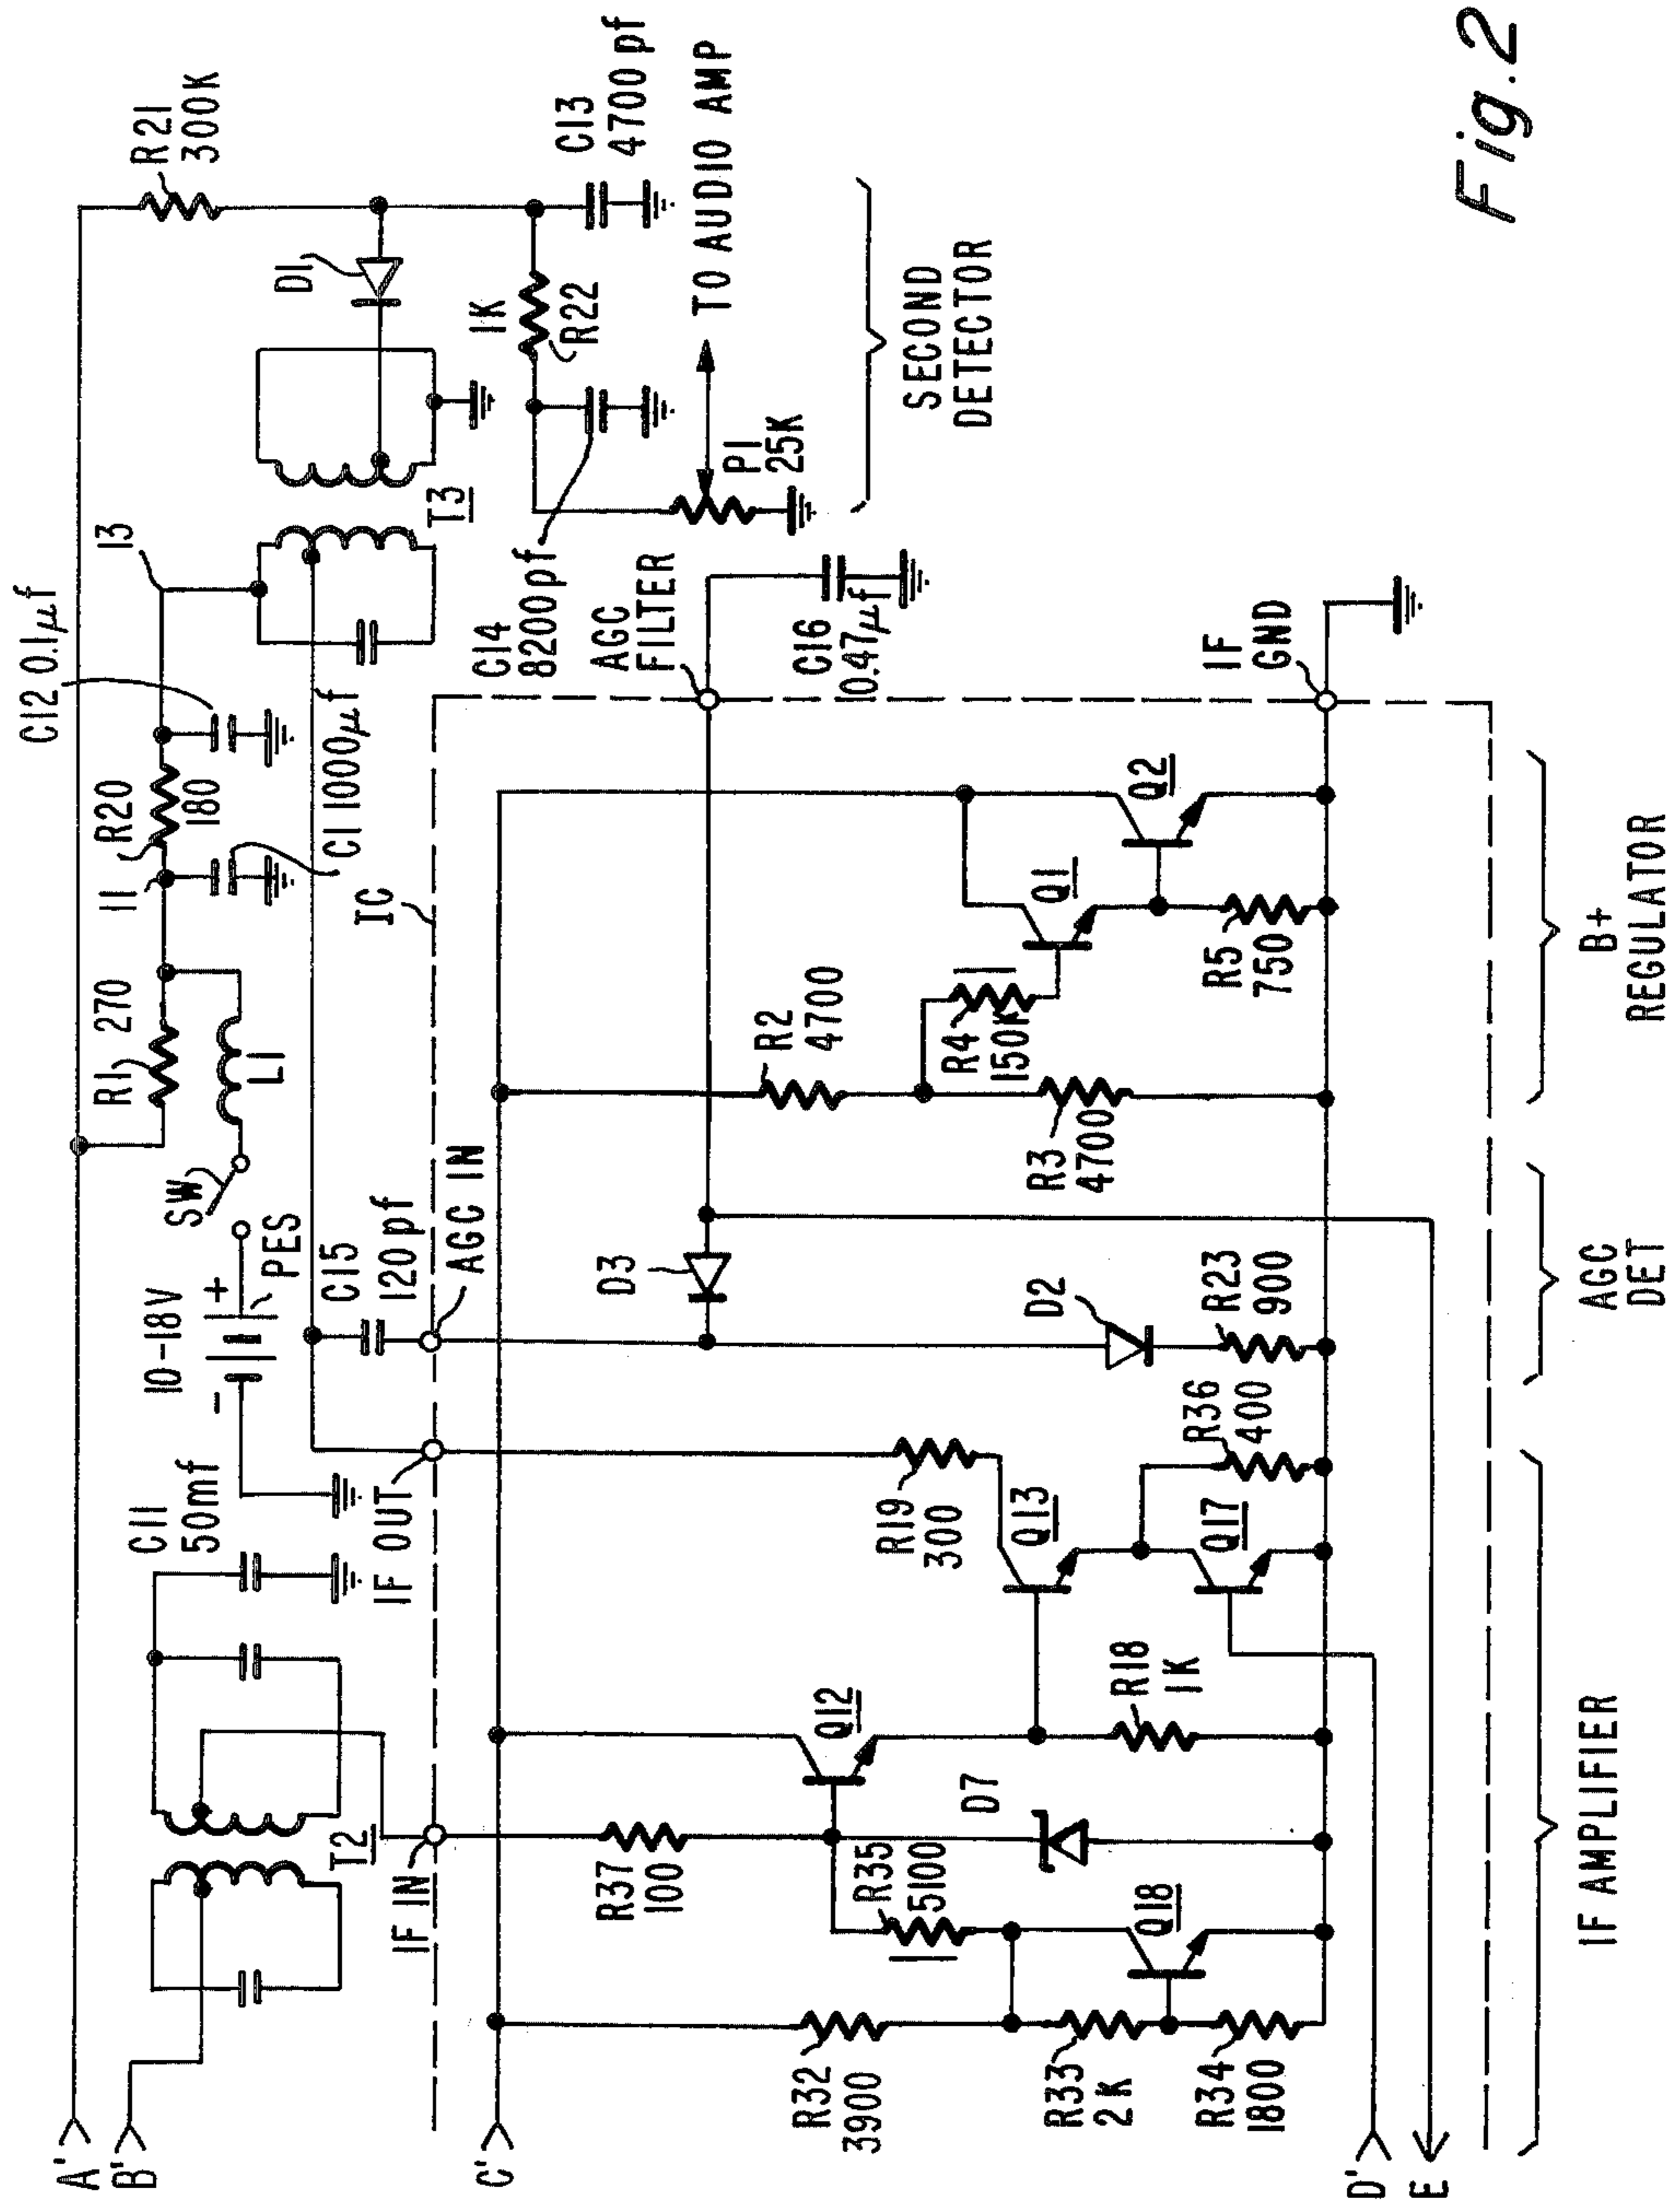 A'
B'
C'
D'
E
C11
50mf
10-18V
−
+
PES
SW
R1
270
L1
11
R20
180
C12 0.1μf
C1 1000μf
13
R21
300K
D1
T3
1K
R22
C13
4700 pf
TO AUDIO AMP
C14
8200pf
P1
25K
SECOND
DETECTOR
T2
IF IN
IF OUT
C15
120pf
AGC IN
IC
AGC
FILTER
C16
0.47μf
IF
GND
R37
100
R32
3900
R35
5100
R33
2K
R34
1800
Q18
D7
Q12
R18
1K
R19
300
Q13
Q17
R36
400
D3
D2
R23
900
R2
4700
R3
4700
R4
150K
Q1
R5
750
Q2
IF AMPLIFIER
AGC
DET
B+
REGULATOR
Fig.2